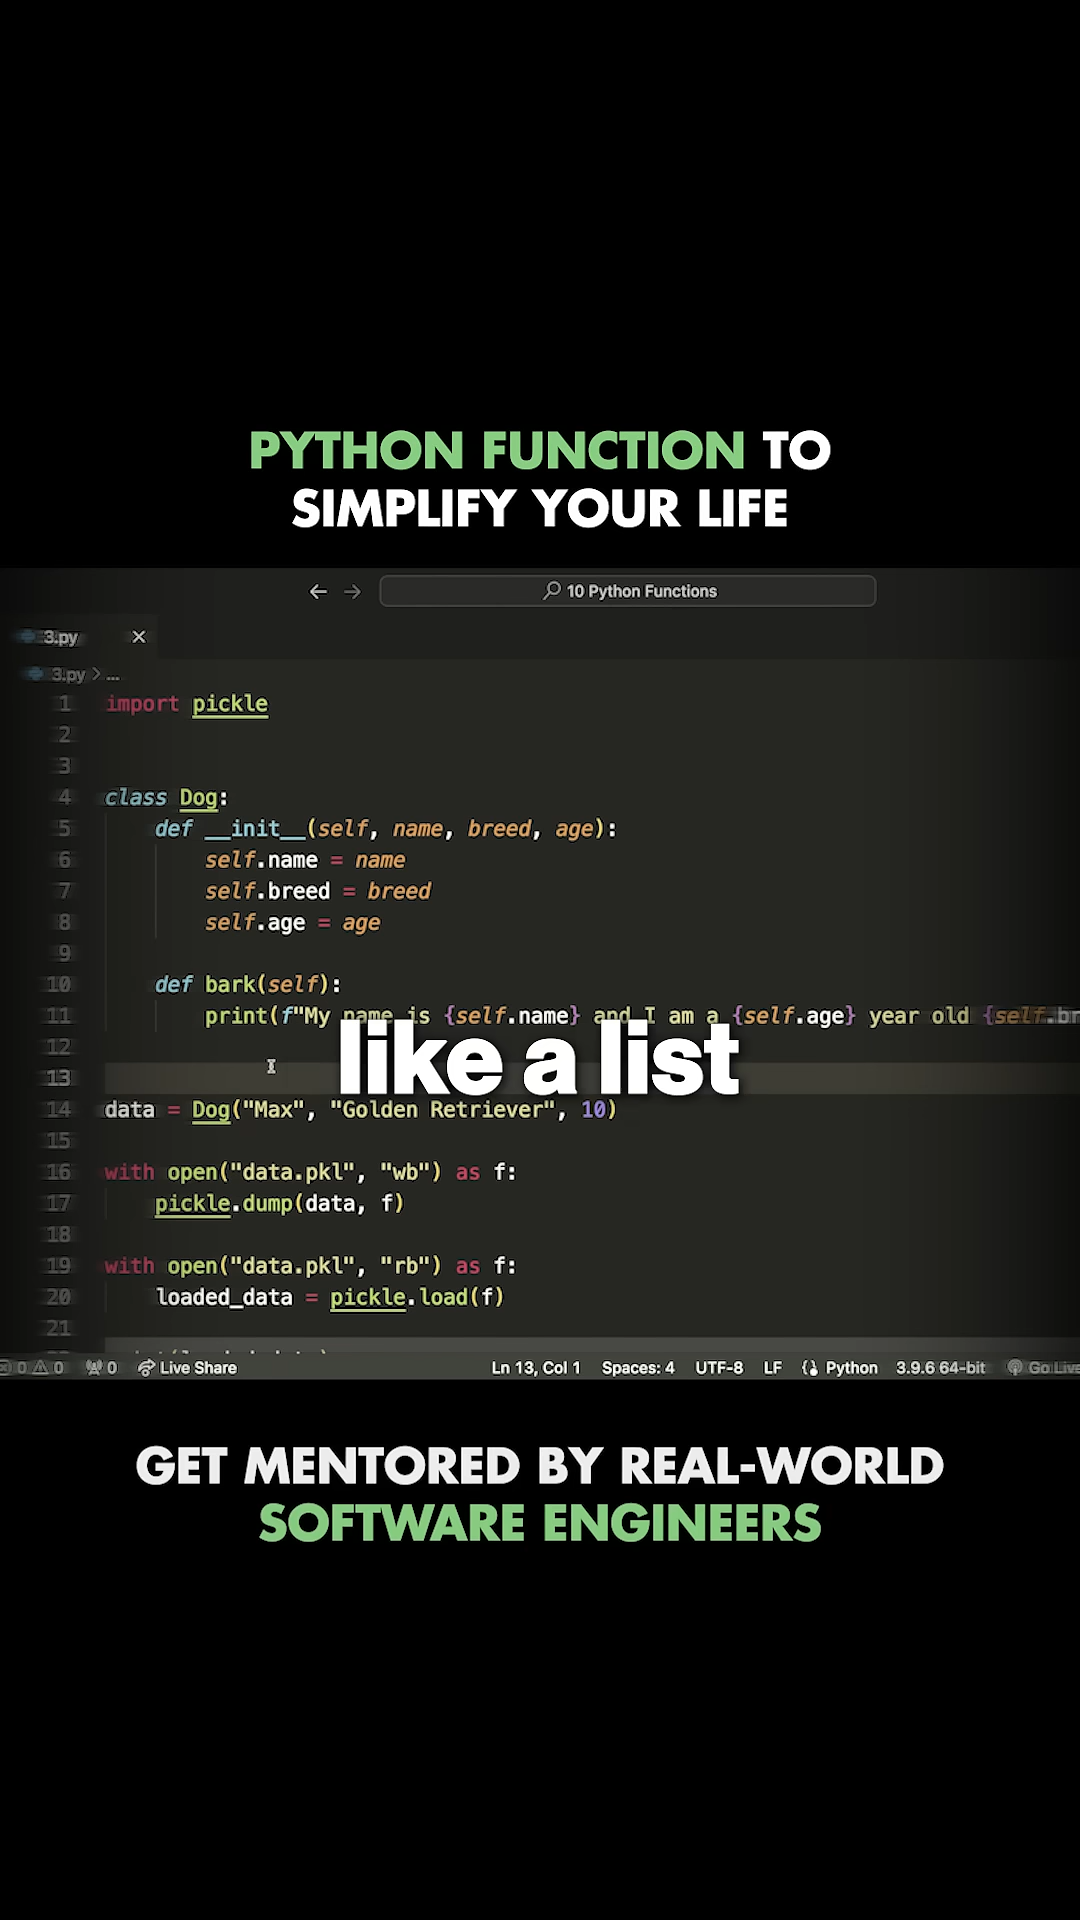 PYTHON FUNCTION TO
SIMPLIFY YOUR LIFE
10 Python Functions
3.py
3.py > ...
1 import pickle
2
3
4 class Dog:
5 def __init__(self, name, breed, age):
6 self.name = name
7 self.breed = breed
8 self.age = age
9
10 def bark(self):
11 print(f"My name is {self.name} and I am a {self.age} year old {self.br
12
like a list
13
14 data = Dog("Max", "Golden Retriever", 10)
15
16 with open("data.pkl", "wb") as f:
17 pickle.dump(data, f)
18
19 with open("data.pkl", "rb") as f:
20 loaded_data = pickle.load(f)
21
0 0 0 Live Share Ln 13, Col 1 Spaces: 4 UTF-8 LF Python 3.9.6 64-bit Go Live
GET MENTORED BY REAL-WORLD
SOFTWARE ENGINEERS